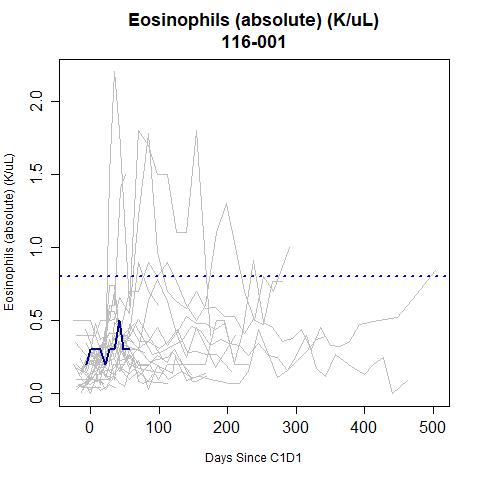 Eosinophils (absolute) (K/uL)
116-001
Eosinophils (absolute) (K/uL)
2.0
1.5
1.0
0.5
0.0
0 100 200 300 400 500
Days Since C1D1